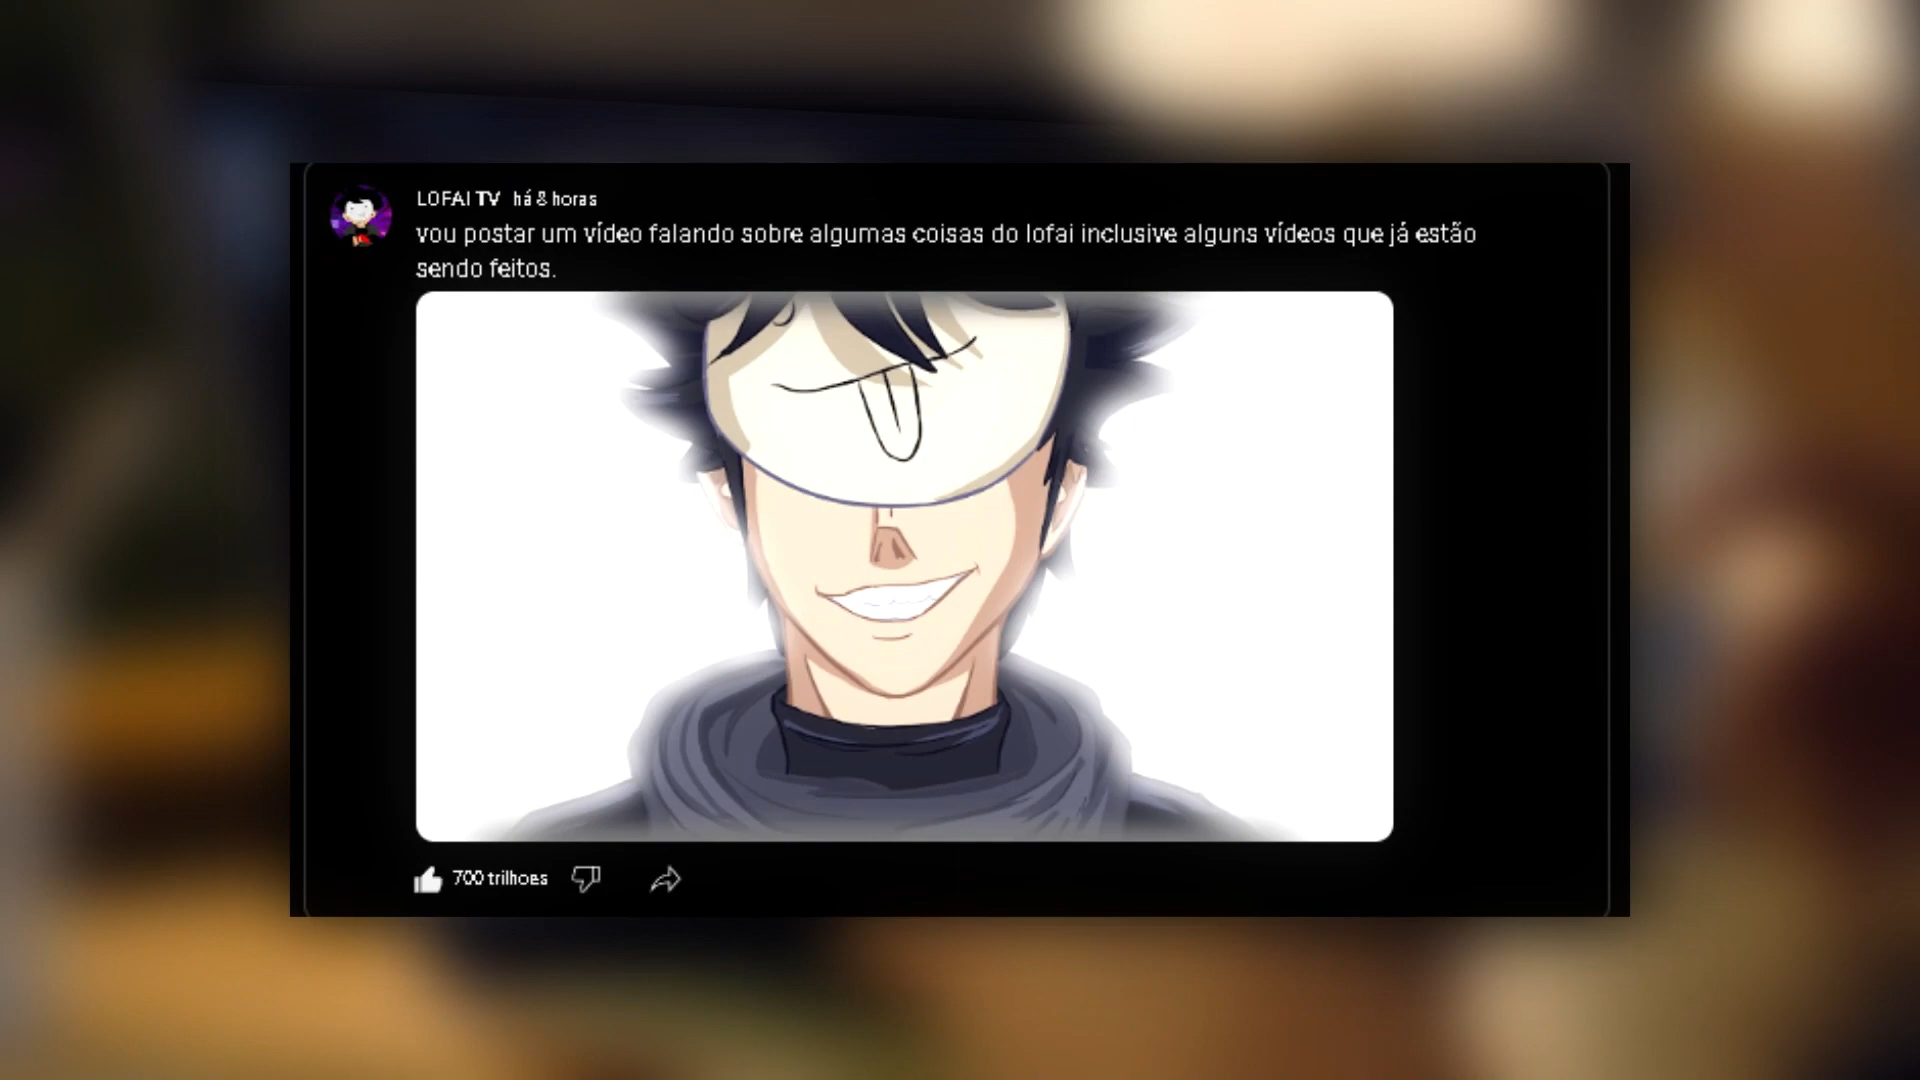 LOFAI TV há 8 horas
vou postar um vídeo falando sobre algumas coisas do lofai inclusive alguns vídeos que já estão
sendo feitos.
700 trilhoes